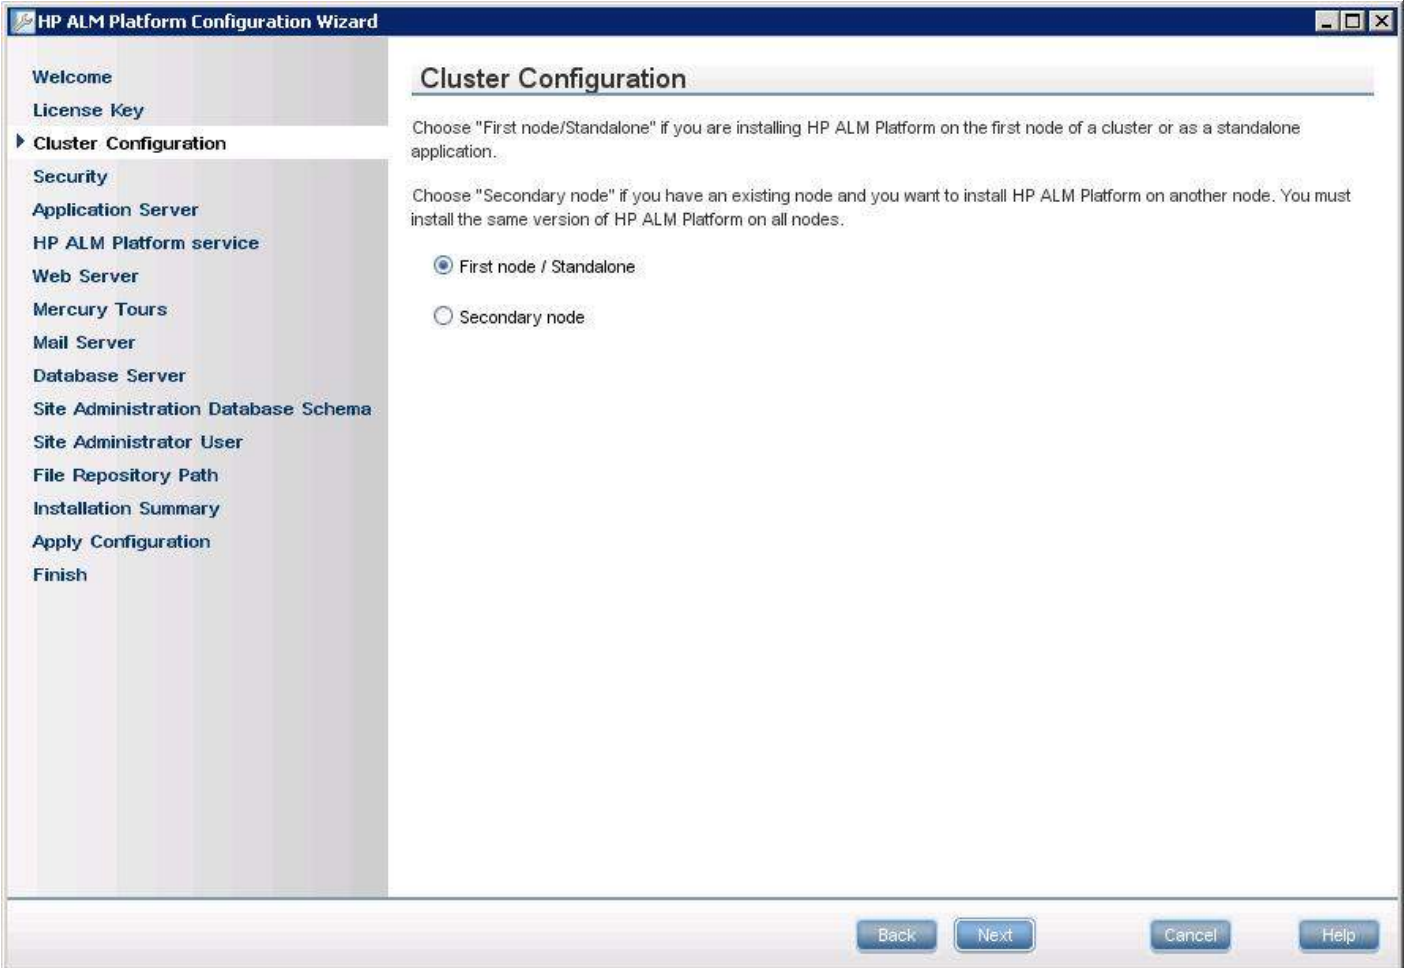 HP ALM Platform Configuration Wizard
Welcome
License Key
Cluster Configuration
Security
Application Server
HP ALM Platform service
Web Server
Mercury Tours
Mail Server
Database Server
Site Administration Database Schema
Site Administrator User
File Repository Path
Installation Summary
Apply Configuration
Finish
Cluster Configuration
Choose "First node/Standalone" if you are installing HP ALM Platform on the first node of a cluster or as a standalone
application.
Choose "Secondary node" if you have an existing node and you want to install HP ALM Platform on another node. You must
install the same version of HP ALM Platform on all nodes.
First node / Standalone
Secondary node
Back
Next
Cancel
Help